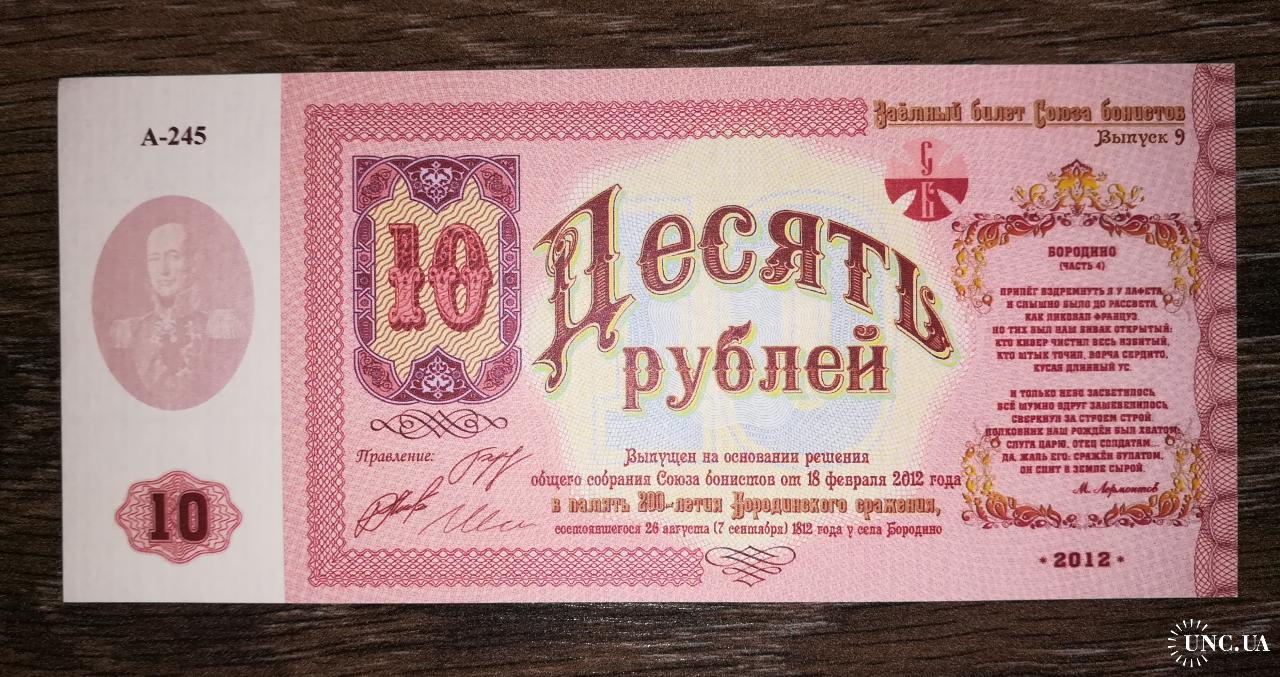 А-245
10
Заёмный билет Союза бонистов
Выпуск 9
С
Б
10
Десять
рублей
БОРОДИНО
(ЧАСТЬ 4)
ПРИЛЁГ ВЗДРЕМНУТЬ Я У ЛАФЕТА,
И СЛЫШНО БЫЛО ДО РАССВЕТА,
КАК ЛИКОВАЛ ФРАНЦУЗ.
НО ТИХ БЫЛ НАШ БИВАК ОТКРЫТЫЙ:
КТО КИВЕР ЧИСТИЛ ВЕСЬ ИЗБИТЫЙ,
КТО ШТЫК ТОЧИЛ, ВОРЧА СЕРДИТО,
КУСАЯ ДЛИННЫЙ УС.
И ТОЛЬКО НЕБО ЗАСВЕТИЛОСЬ,
ВСЁ ШУМНО ВДРУГ ЗАШЕВЕЛИЛОСЬ,
СВЕРКНУЛ ЗА СТРОЕМ СТРОЙ.
ПОЛКОВНИК НАШ РОЖДЁН БЫЛ ХВАТОМ:
СЛУГА ЦАРЮ, ОТЕЦ СОЛДАТАМ...
ДА, ЖАЛЬ ЕГО: СРАЖЁН БУЛАТОМ,
ОН СПИТ В ЗЕМЛЕ СЫРОЙ.
М. Лермонтов
Правление:
Выпущен на основании решения
общего собрания Союза бонистов от 18 февраля 2012 года
в память 200-летия Бородинского сражения,
состоявшегося 26 августа (7 сентября) 1812 года у села Бородино
* 2012 *
UNC.UA